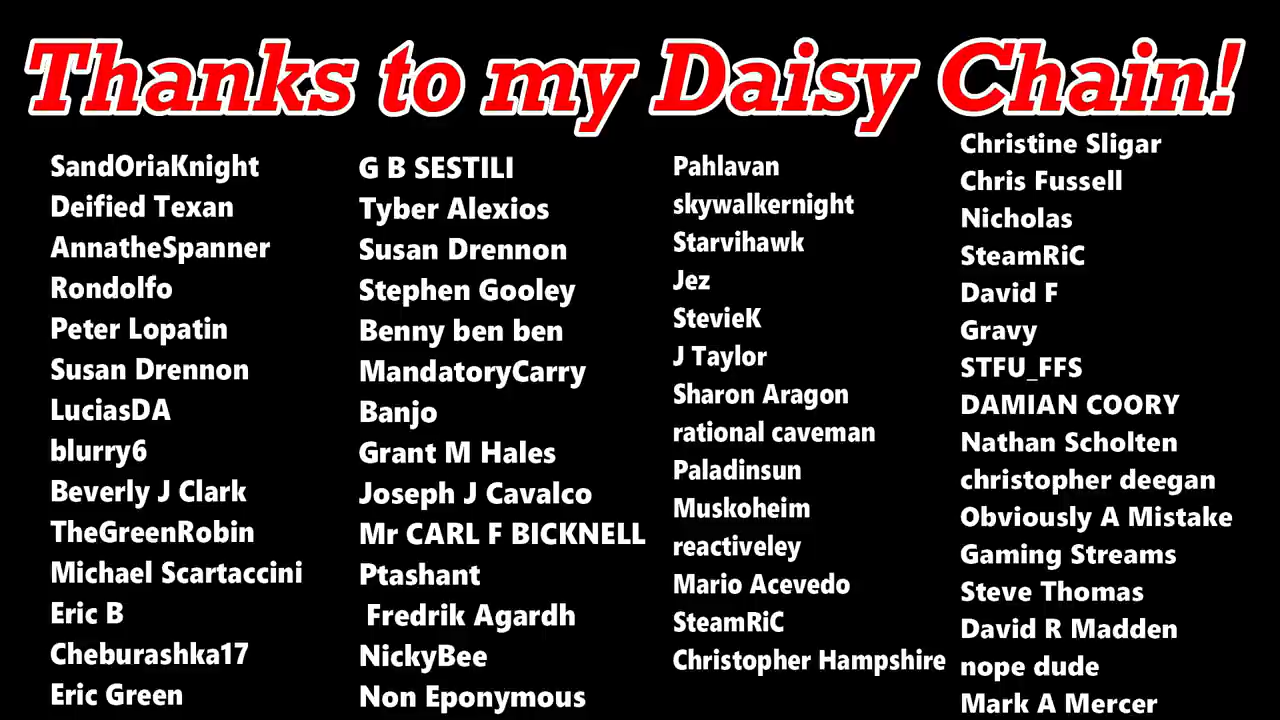 Thanks to my Daisy Chain!
SandOriaKnight
Deified Texan
AnnatheSpanner
Rondolfo
Peter Lopatin
Susan Drennon
LuciasDA
blurry6
Beverly J Clark
TheGreenRobin
Michael Scartaccini
Eric B
Cheburashka17
Eric Green
G B SESTILI
Tyber Alexios
Susan Drennon
Stephen Gooley
Benny ben ben
MandatoryCarry
Banjo
Grant M Hales
Joseph J Cavalco
Mr CARL F BICKNELL
Ptashant
Fredrik Agardh
NickyBee
Non Eponymous
Pahlavan
skywalkernight
Starvihawk
Jez
StevieK
J Taylor
Sharon Aragon
rational caveman
Paladinsun
Muskoheim
reactiveley
Mario Acevedo
SteamRiC
Christopher Hampshire
Christine Sligar
Chris Fussell
Nicholas
SteamRiC
David F
Gravy
STFU_FFS
DAMIAN COORY
Nathan Scholten
christopher deegan
Obviously A Mistake
Gaming Streams
Steve Thomas
David R Madden
nope dude
Mark A Mercer